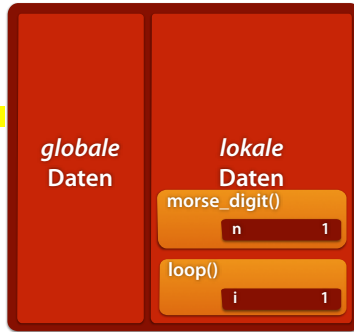 globale
Daten
lokale
Daten
morse_digit()
n 1
loop()
i 1